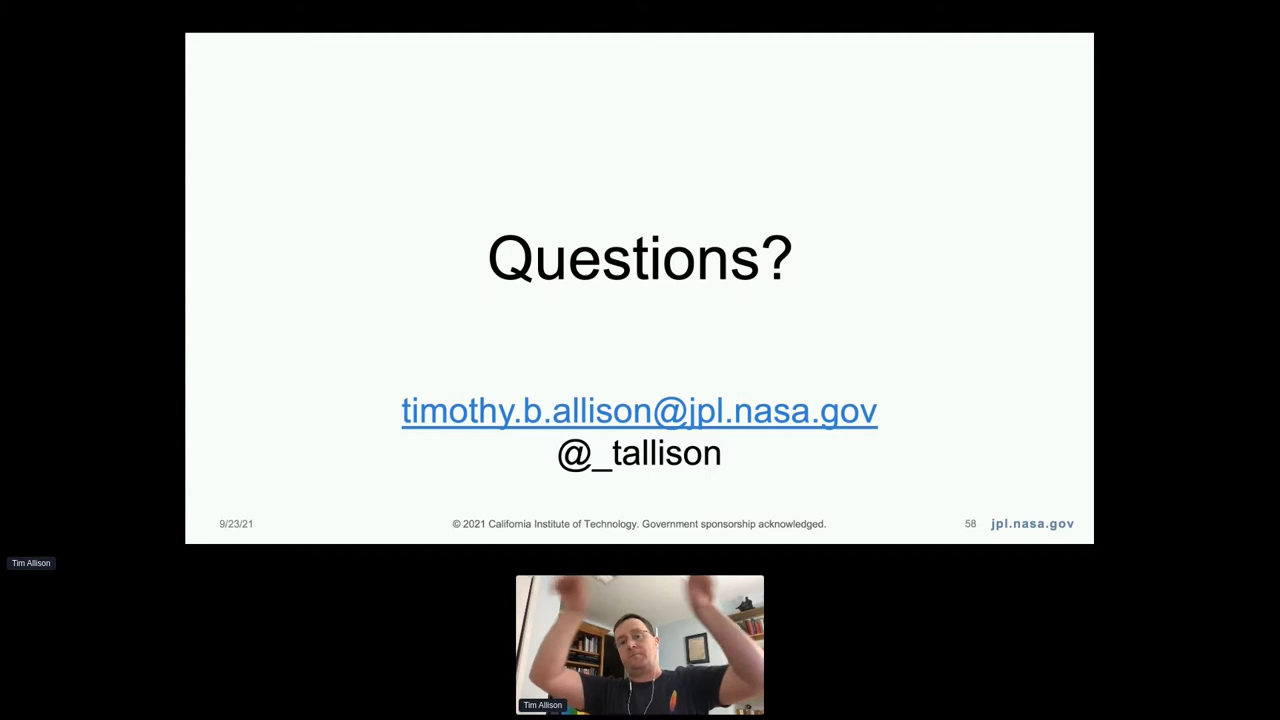 Questions?
timothy.b.allison@jpl.nasa.gov
@_tallison
9/23/21
© 2021 California Institute of Technology. Government sponsorship acknowledged.
58
jpl.nasa.gov
Tim Allison
Tim Allison